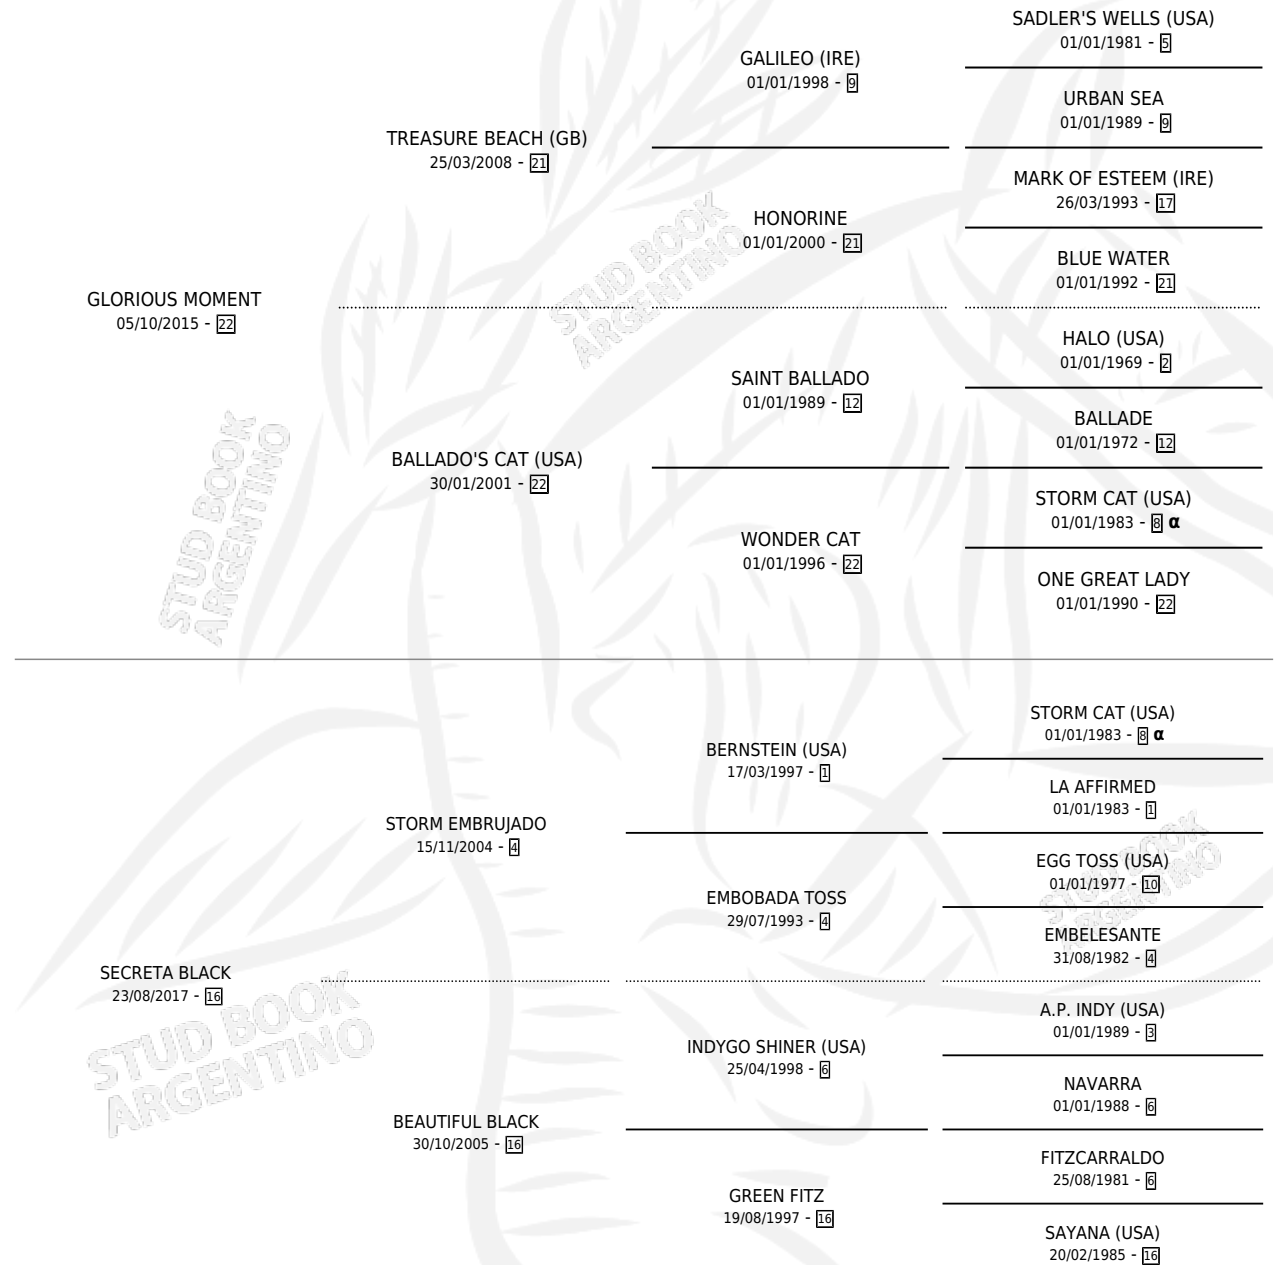 SADLER'S WELLS (USA)
01/01/1981 - 5
GALILEO (IRE)
01/01/1998 - 9
URBAN SEA
01/01/1989 - 9
TREASURE BEACH (GB)
25/03/2008 - 21
MARK OF ESTEEM (IRE)
26/03/1993 - 17
HONORINE
01/01/2000 - 21
BLUE WATER
01/01/1992 - 21
GLORIOUS MOMENT
05/10/2015 - 22
HALO (USA)
01/01/1969 - 2
SAINT BALLADO
01/01/1989 - 12
BALLADE
01/01/1972 - 12
BALLADO'S CAT (USA)
30/01/2001 - 22
STORM CAT (USA)
01/01/1983 - 8 α
WONDER CAT
01/01/1996 - 22
ONE GREAT LADY
01/01/1990 - 22
STUD BOOK
ARGENTINO
STUD BOOK
ARGENTINO
STORM CAT (USA)
01/01/1983 - 8 α
BERNSTEIN (USA)
17/03/1997 - 1
LA AFFIRMED
01/01/1983 - 1
STORM EMBRUJADO
15/11/2004 - 4
EGG TOSS (USA)
01/01/1977 - 10
EMBOBADA TOSS
29/07/1993 - 4
EMBELESANTE
31/08/1982 - 4
SECRETA BLACK
23/08/2017 - 16
A.P. INDY (USA)
01/01/1989 - 3
INDYGO SHINER (USA)
25/04/1998 - 6
NAVARRA
01/01/1988 - 6
BEAUTIFUL BLACK
30/10/2005 - 16
FITZCARRALDO
25/08/1981 - 6
GREEN FITZ
19/08/1997 - 16
SAYANA (USA)
20/02/1985 - 16
STUD BOOK
ARGENTINO
STUD BOOK
ARGENTINO